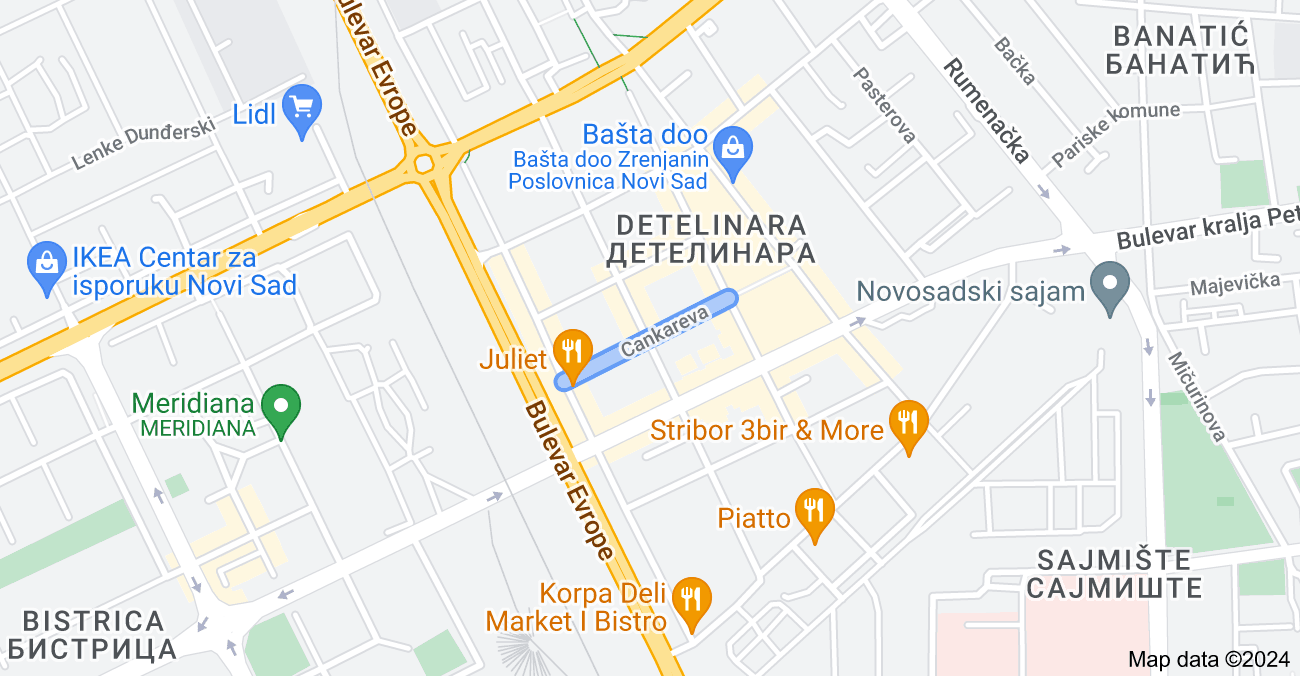 Bulevar Evrope
BANATIĆ
БАНАТИЋ
Bačka
Rumenačka
Pasterova
Pariske Komune
Lidl
Lenke Dunđerski
Bašta doo
Bašta doo Zrenjanin
Poslovnica Novi Sad
DETELINARA
ДЕТЕЛИНАРА
Bulevar kralja Pet
IKEA Centar za
isporuku Novi Sad
Novosadski sajam
Majevička
Cankareva
Juliet
Mičurinova
Meridiana
MERIDIANA
Bulevar Evrope
Stribor 3bir & More
Piatto
SAJMIŠTE
САЈМИШТЕ
Korpa Deli
Market I Bistro
BISTRICA
БИСТРИЦА
Map data ©2024